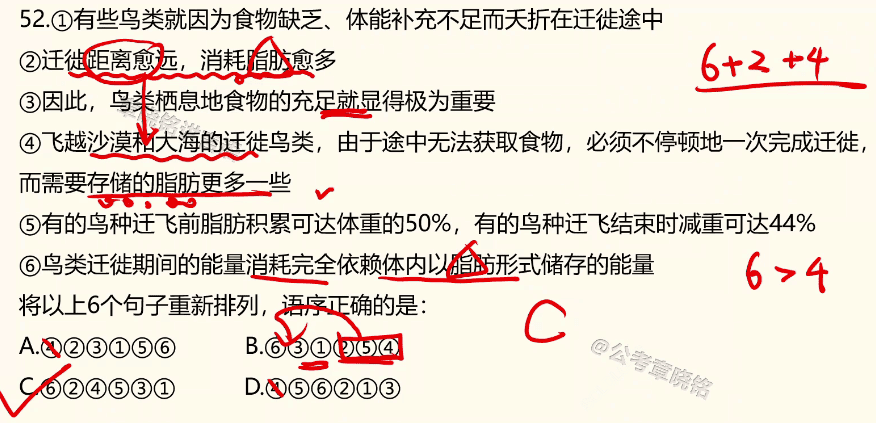 52.①有些鸟类就因为食物缺乏、体能补充不足而夭折在迁徙途中
②迁徙距离愈远，消耗脂肪愈多
6+2+4
③因此，鸟类栖息地食物的充足就显得极为重要
④飞越沙漠和大海的迁徙鸟类，由于途中无法获取食物，必须不停顿地一次完成迁徙，
而需要存储的脂肪更多一些
⑤有的鸟种迁飞前脂肪积累可达体重的50%，有的鸟种迁飞结束时减重可达44%
⑥鸟类迁徙期间的能量消耗完全依赖体内以脂肪形式储存的能量
6>4
将以上6个句子重新排列，语序正确的是：
C
A.④②③①⑤⑥ B.⑥③①②⑤④
@公考章晓铭
C.⑥②④⑤③① D.④⑤⑥②①③